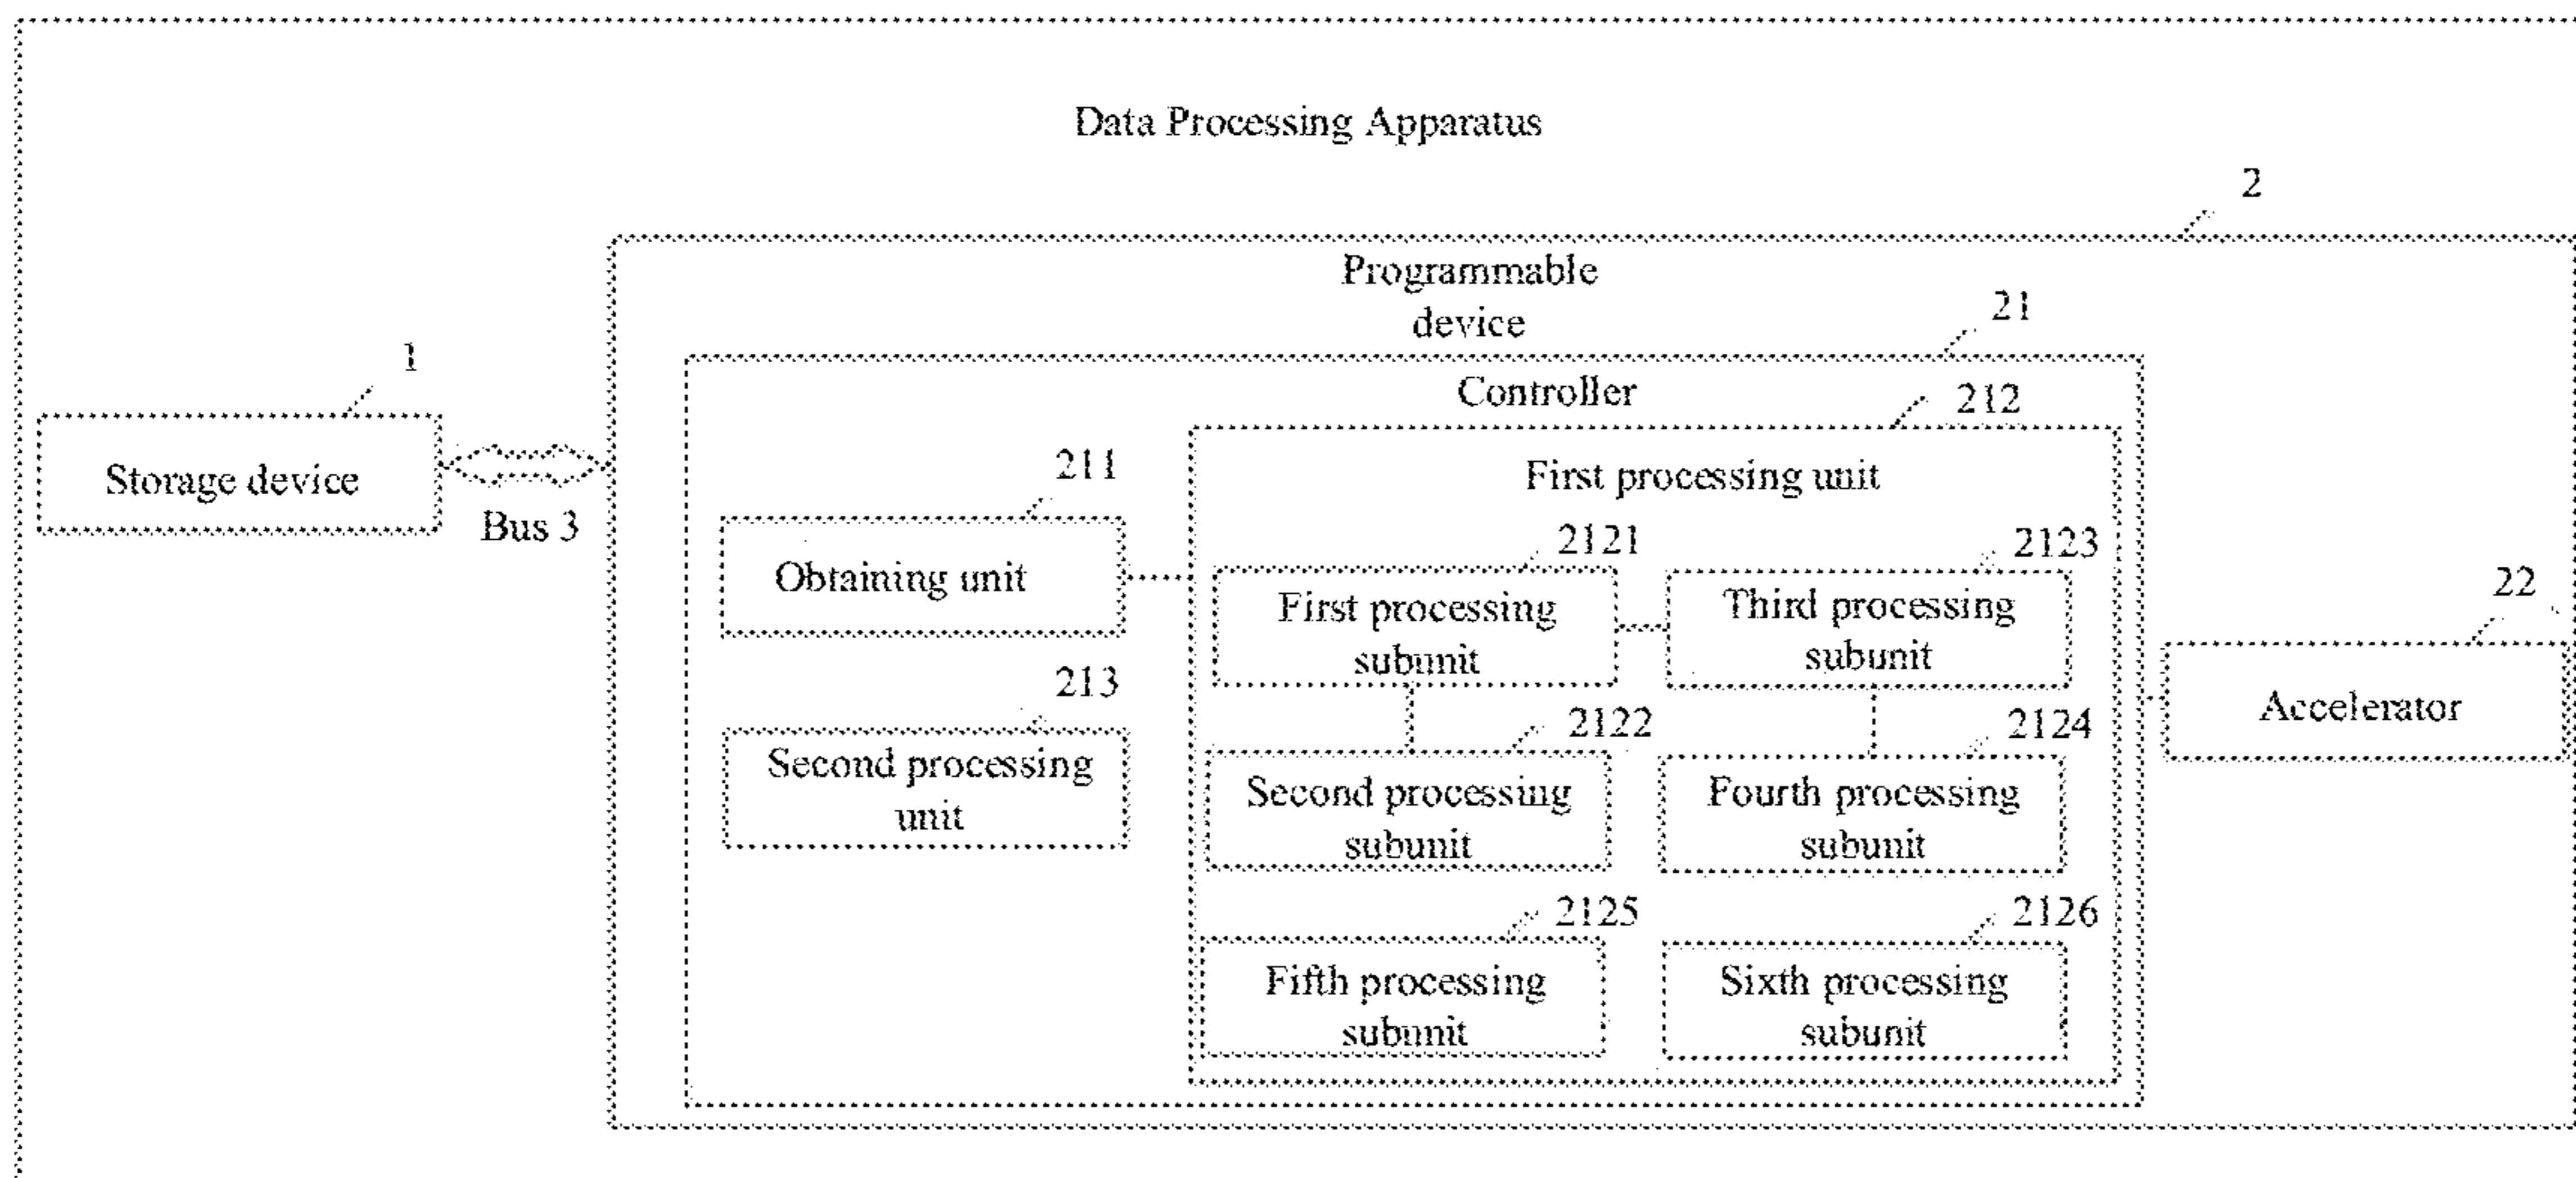 Data Processing Apparatus
2
Programmable
device
21
1
Controller
212
Storage device
Bus 3
211
First processing unit
Obtaining unit
2121
2123
First processing
subunit
Third processing
subunit
22
Accelerator
213
Second processing
unit
2122
2124
Second processing
subunit
Fourth processing
subunit
2125
2126
Fifth processing
subunit
Sixth processing
subunit